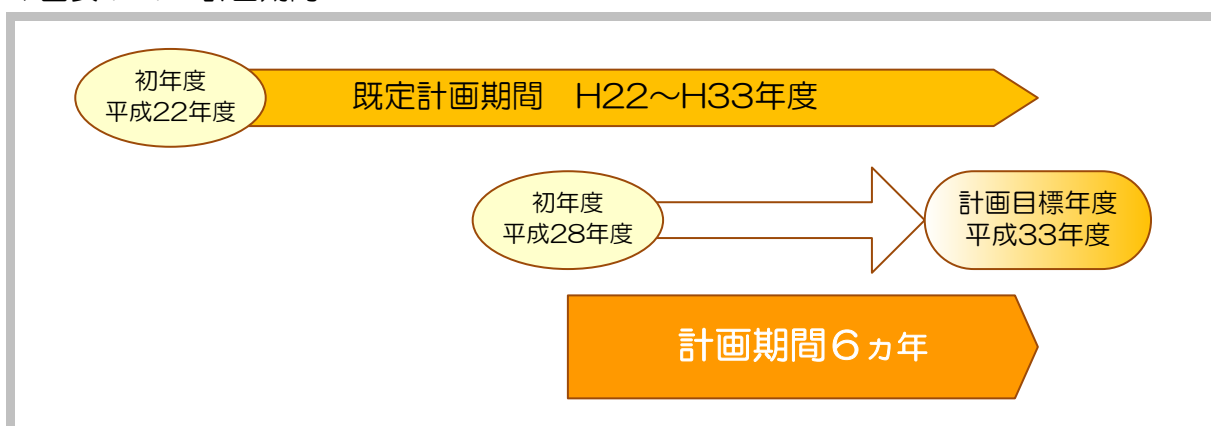 初年度
平成22年度
既定計画期間　H22～H33年度
初年度
平成28年度
計画目標年度
平成33年度
計画期間６ヵ年